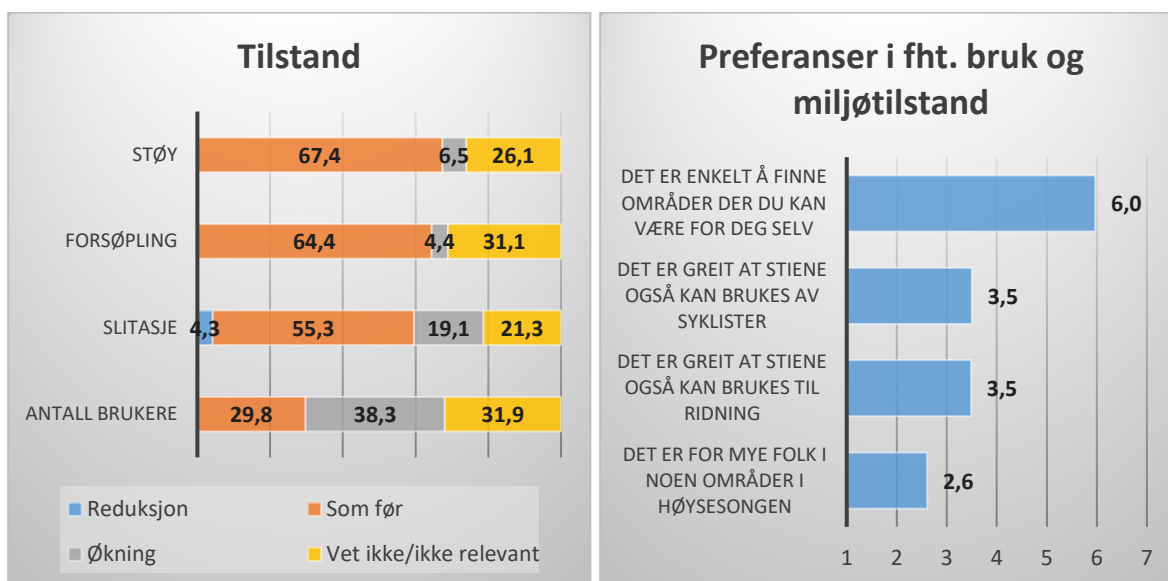 Tilstand
STØY
67,4
6,5
26,1
FORSØPLING
64,4
4,4
31,1
SLITASJE
4,3
55,3
19,1
21,3
ANTALL BRUKERE
29,8
38,3
31,9
Reduksjon
Som før
Økning
Vet ikke/ikke relevant
Preferanser i fht. bruk og
miljøtilstand
DET ER ENKELT Å FINNE
OMRÅDER DER DU KAN
VÆRE FOR DEG SELV
6,0
DET ER GREIT AT STIENE
OGSÅ KAN BRUKES AV
SYKLISTER
3,5
DET ER GREIT AT STIENE
OGSÅ KAN BRUKES TIL
RIDNING
3,5
DET ER FOR MYE FOLK I
NOEN OMRÅDER I
HØYSESONGEN
2,6
1 2 3 4 5 6 7